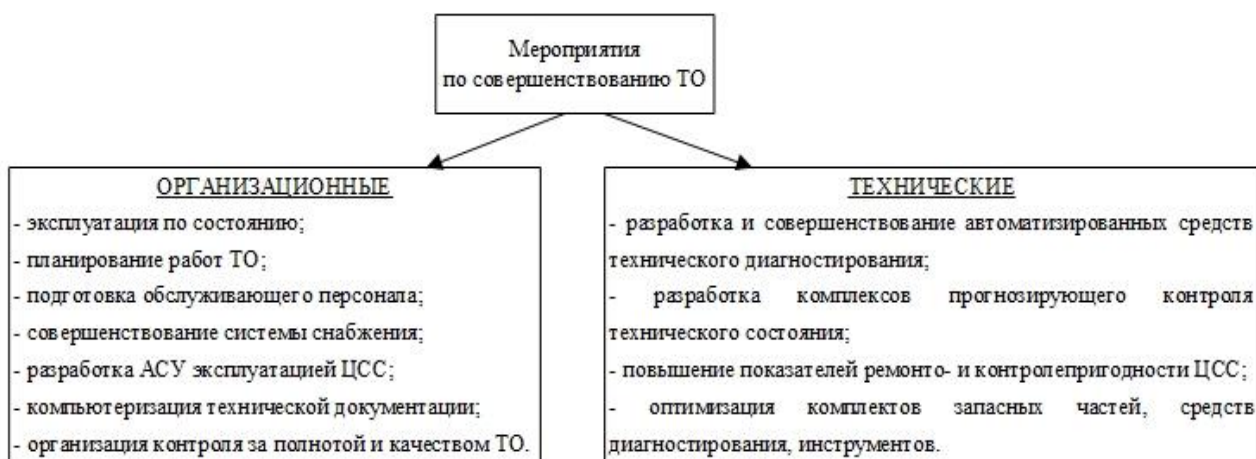 Мероприятия
по совершенствованию ТО
ОРГАНИЗАЦИОННЫЕ
- эксплуатация по состоянию;
- планирование работ ТО;
- подготовка обслуживающего персонала;
- совершенствование системы снабжения;
- разработка АСУ эксплуатацией ЦСС;
- компьютеризация технической документации;
- организация контроля за полнотой и качеством ТО.
ТЕХНИЧЕСКИЕ
- разработка и совершенствование автоматизированных средств
технического диагностирования;
- разработка комплексов прогнозирующего контроля
технического состояния;
- повышение показателей ремонто- и контролепригодности ЦСС;
- оптимизация комплектов запасных частей, средств
диагностирования, инструментов.